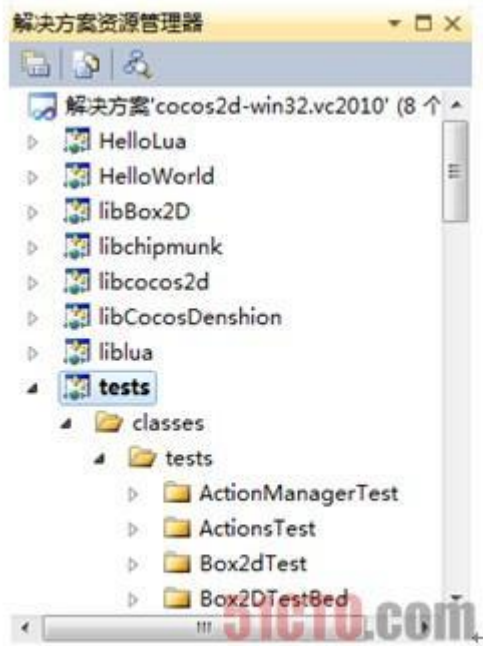 解决方案资源管理器
解决方案'cocos2d-win32.vc2010' (8 个
HelloLua
HelloWorld
libBox2D
libchipmunk
libcocos2d
libCocosDenshion
liblua
tests
classes
tests
ActionManagerTest
ActionsTest
Box2dTest
Box2DTestBed
51CTO.com